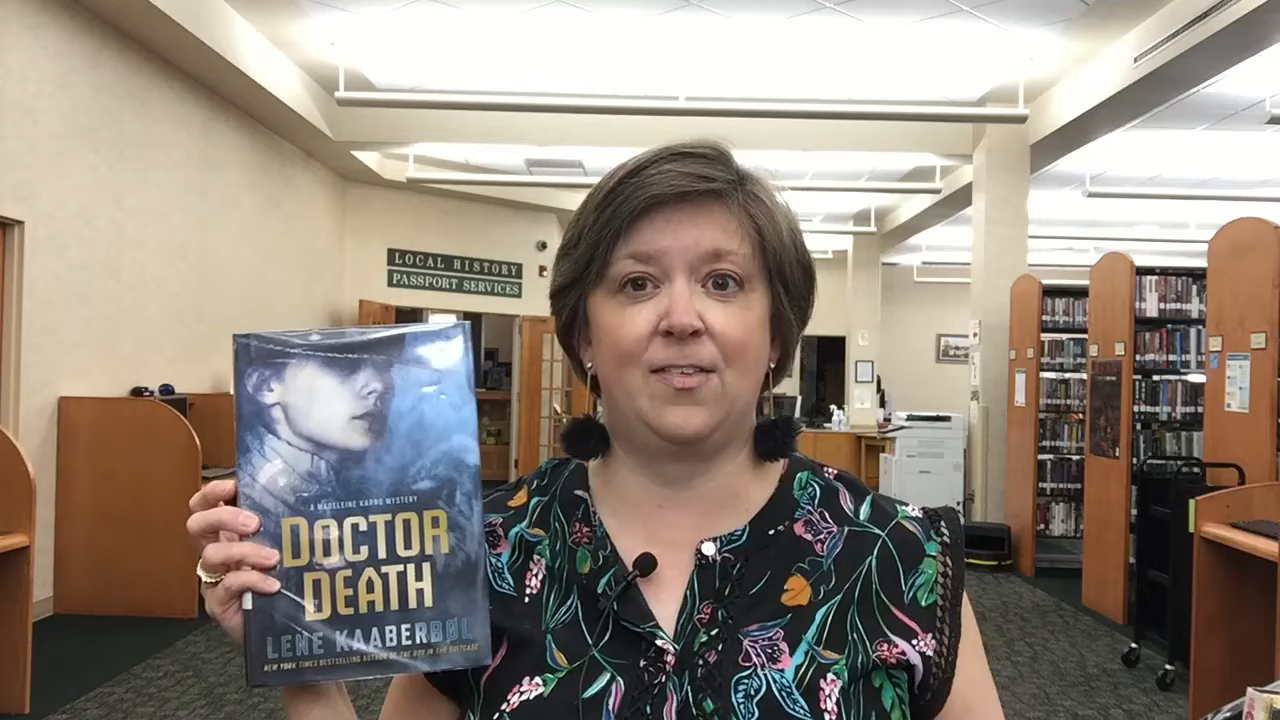 LOCAL HISTORY
PASSPORT SERVICES
A MADELEINE KARNO MYSTERY
DOCTOR
DEATH
LENE KAABERBØL
NEW YORK TIMES BESTSELLING AUTHOR OF THE BOY IN THE SUITCASE